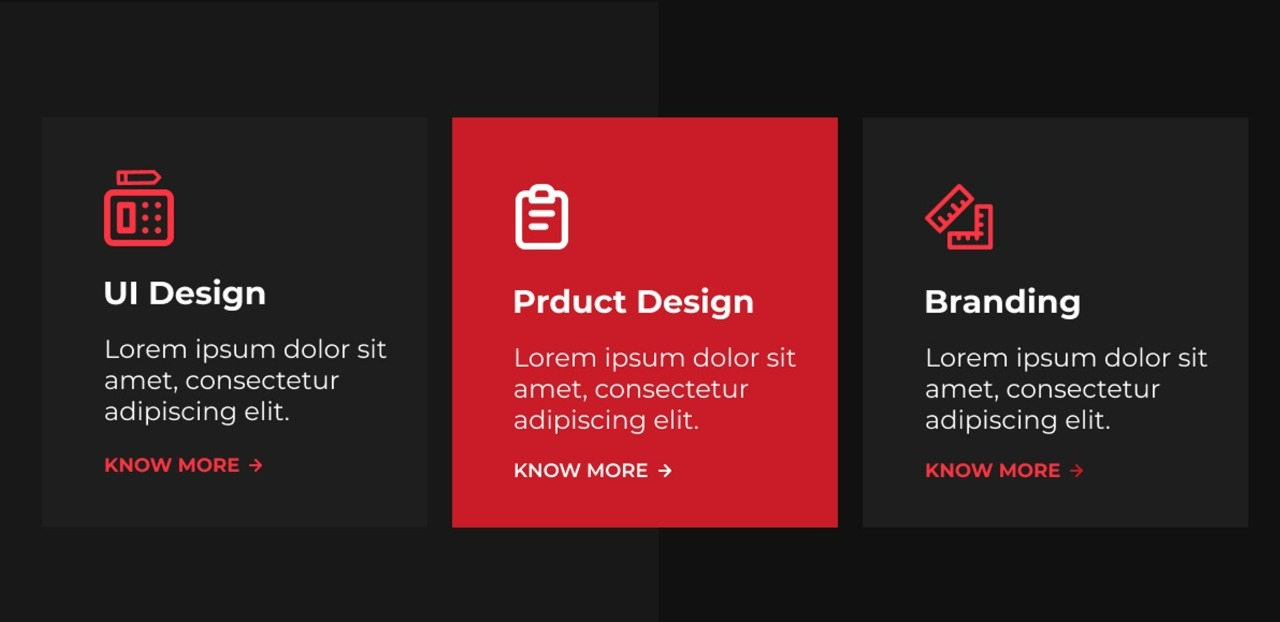 UI Design
Lorem ipsum dolor sit
amet, consectetur
adipiscing elit.
KNOW MORE →
Prduct Design
Lorem ipsum dolor sit
amet, consectetur
adipiscing elit.
KNOW MORE →
Branding
Lorem ipsum dolor sit
amet, consectetur
adipiscing elit.
KNOW MORE →